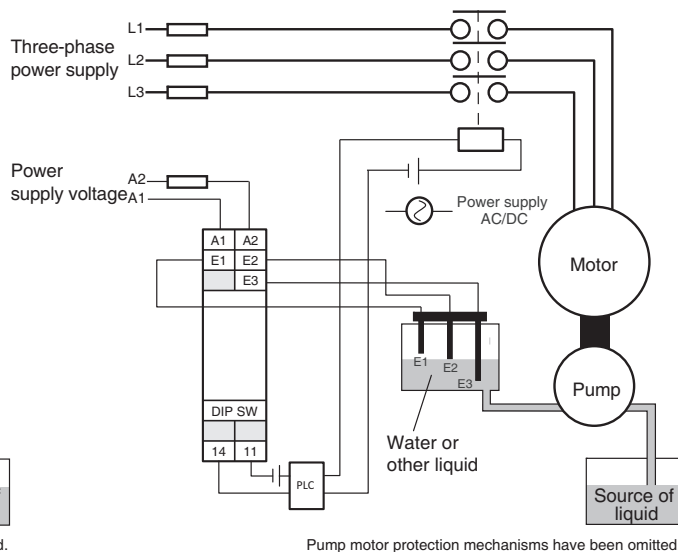 Three-phase
power supply
L1
L2
L3
Power
supply voltage
A2
A1
Power supply
AC/DC
A1 A2
E1 E2
E3
DIP SW
14 11
PLC
Motor
Pump
E1
E2
E3
Water or
other liquid
Source of
liquid
d.
Pump motor protection mechanisms have been omitted